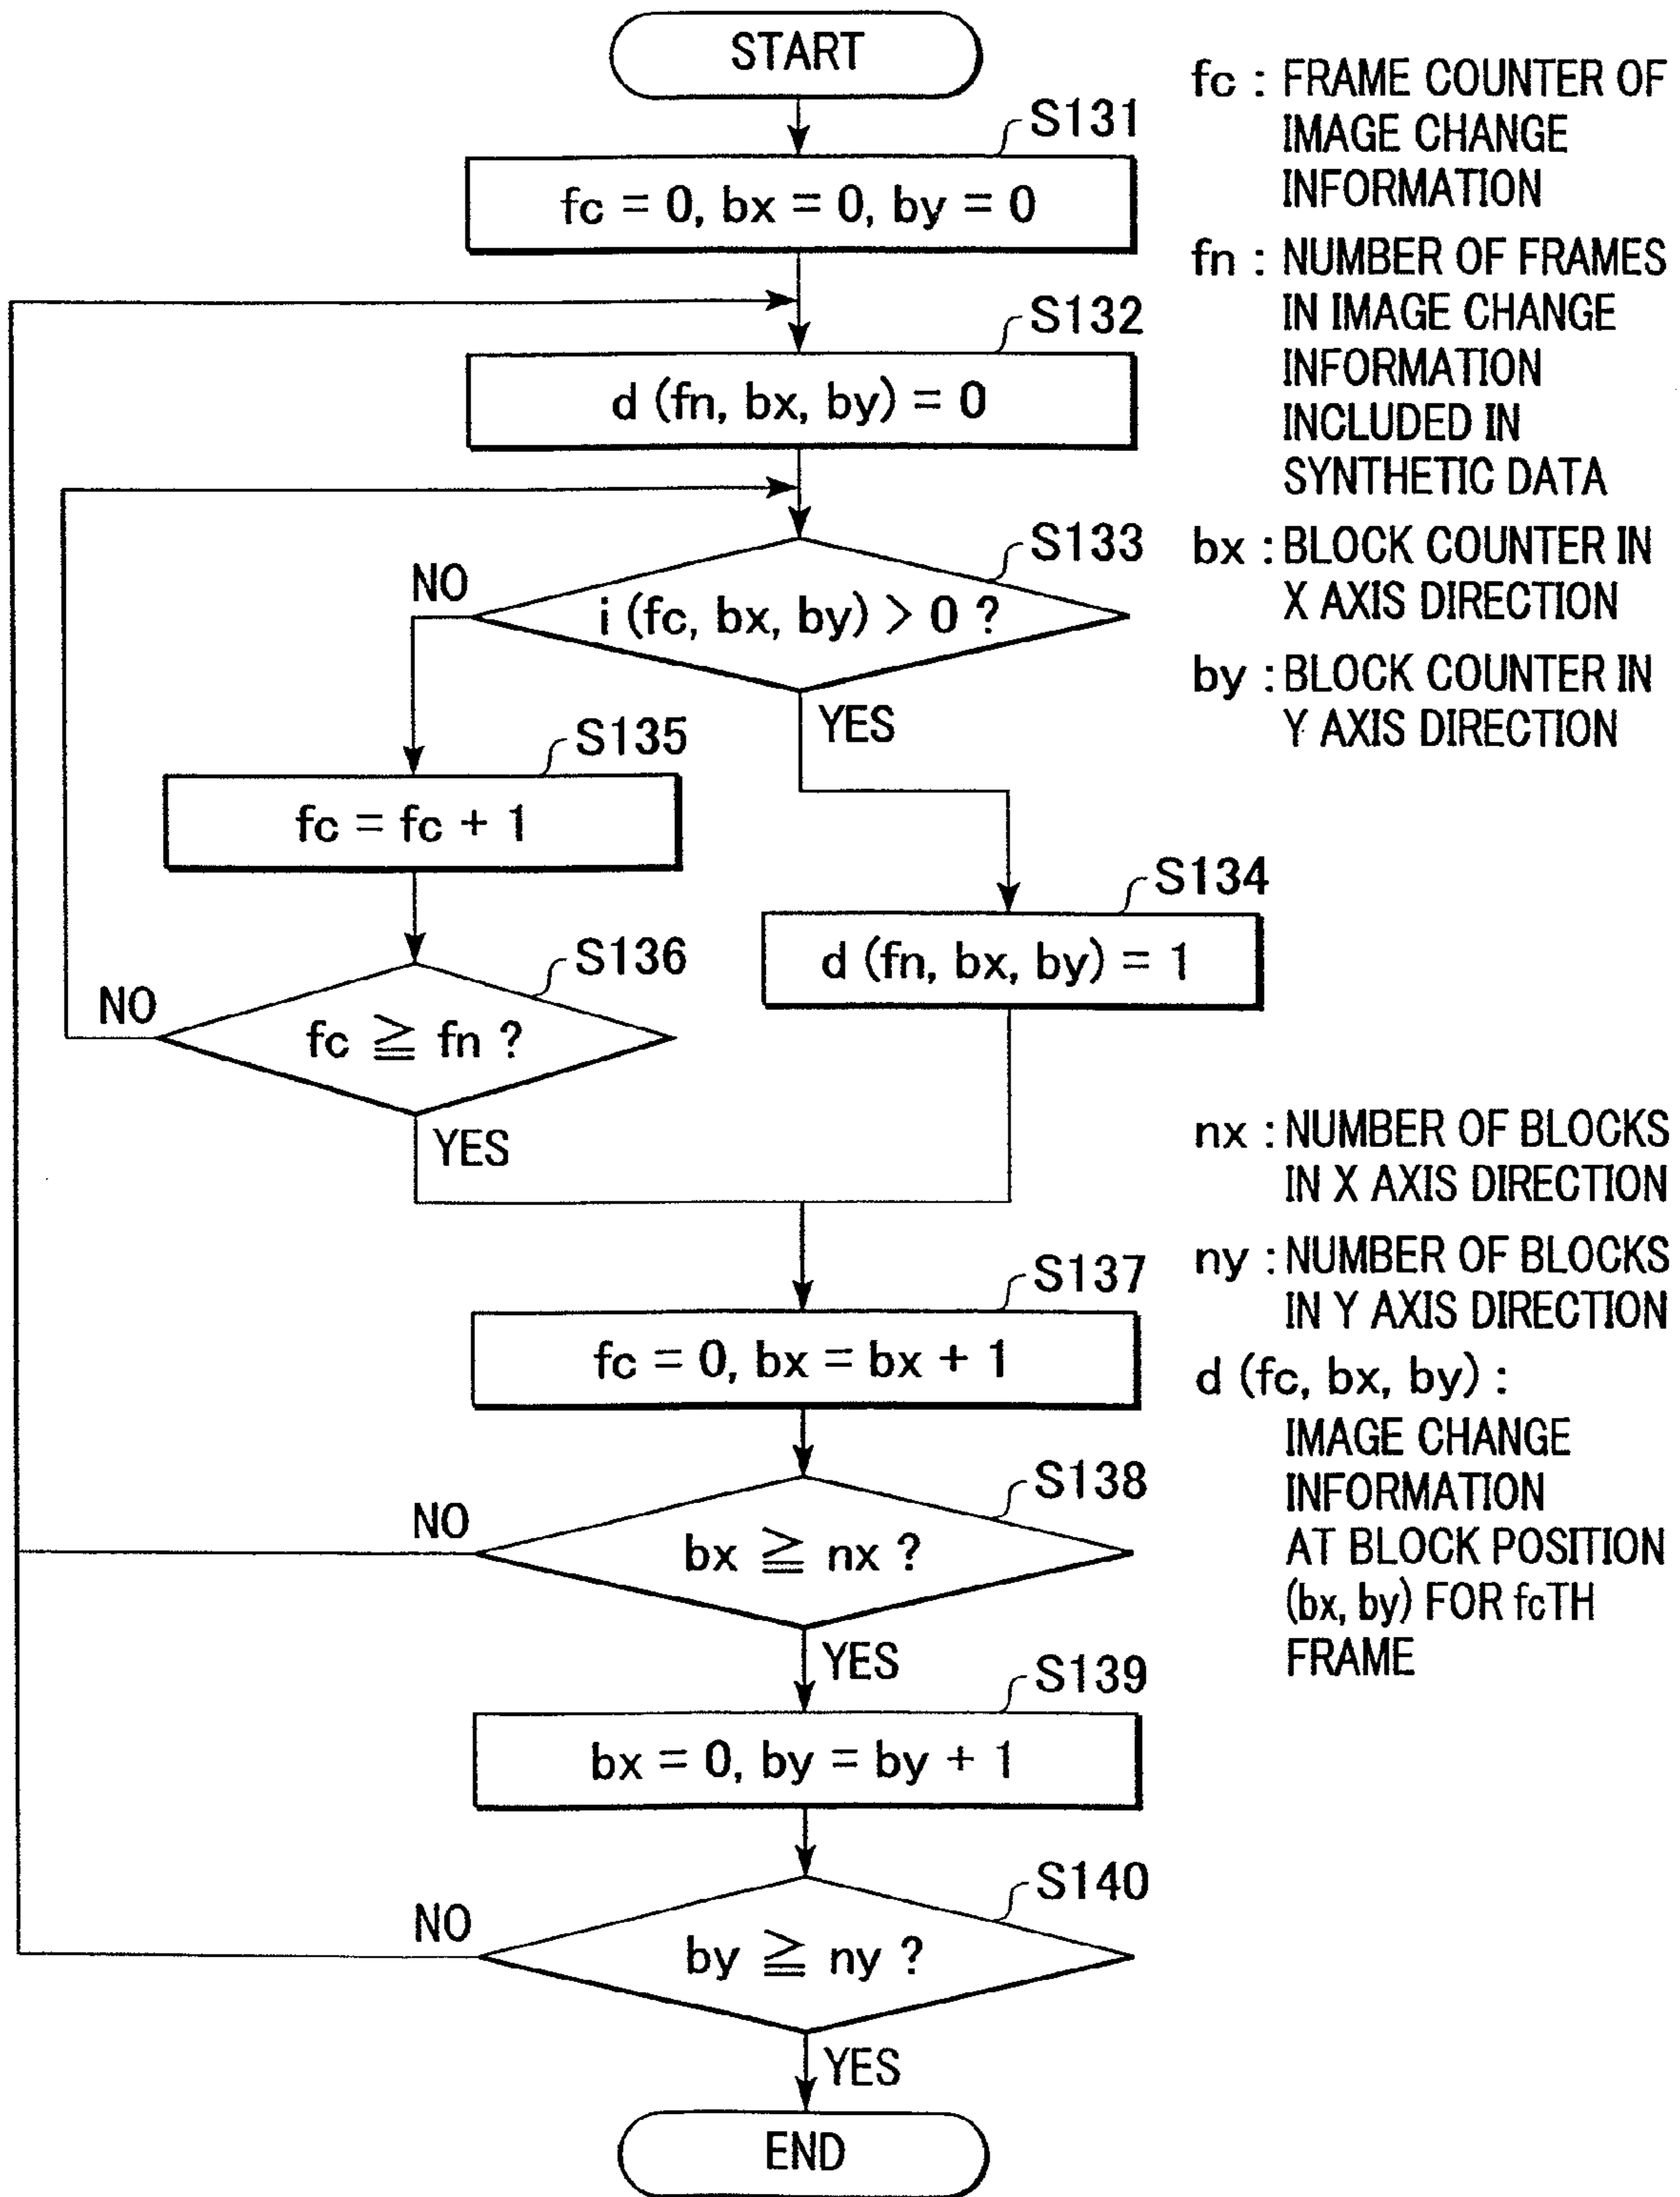 START
S131
fc = 0, bx = 0, by = 0
S132
d (fn, bx, by) = 0
S133
i (fc, bx, by) > 0 ?
NO
YES
S135
fc = fc + 1
S134
d (fn, bx, by) = 1
S136
fc ≧ fn ?
NO
YES
S137
fc = 0, bx = bx + 1
S138
bx ≧ nx ?
NO
YES
S139
bx = 0, by = by + 1
S140
by ≧ ny ?
NO
YES
END
fc : FRAME COUNTER OF
IMAGE CHANGE
INFORMATION
fn : NUMBER OF FRAMES
IN IMAGE CHANGE
INFORMATION
INCLUDED IN
SYNTHETIC DATA
bx : BLOCK COUNTER IN
X AXIS DIRECTION
by : BLOCK COUNTER IN
Y AXIS DIRECTION
nx : NUMBER OF BLOCKS
IN X AXIS DIRECTION
ny : NUMBER OF BLOCKS
IN Y AXIS DIRECTION
d (fc, bx, by) :
IMAGE CHANGE
INFORMATION
AT BLOCK POSITION
(bx, by) FOR fcTH
FRAME